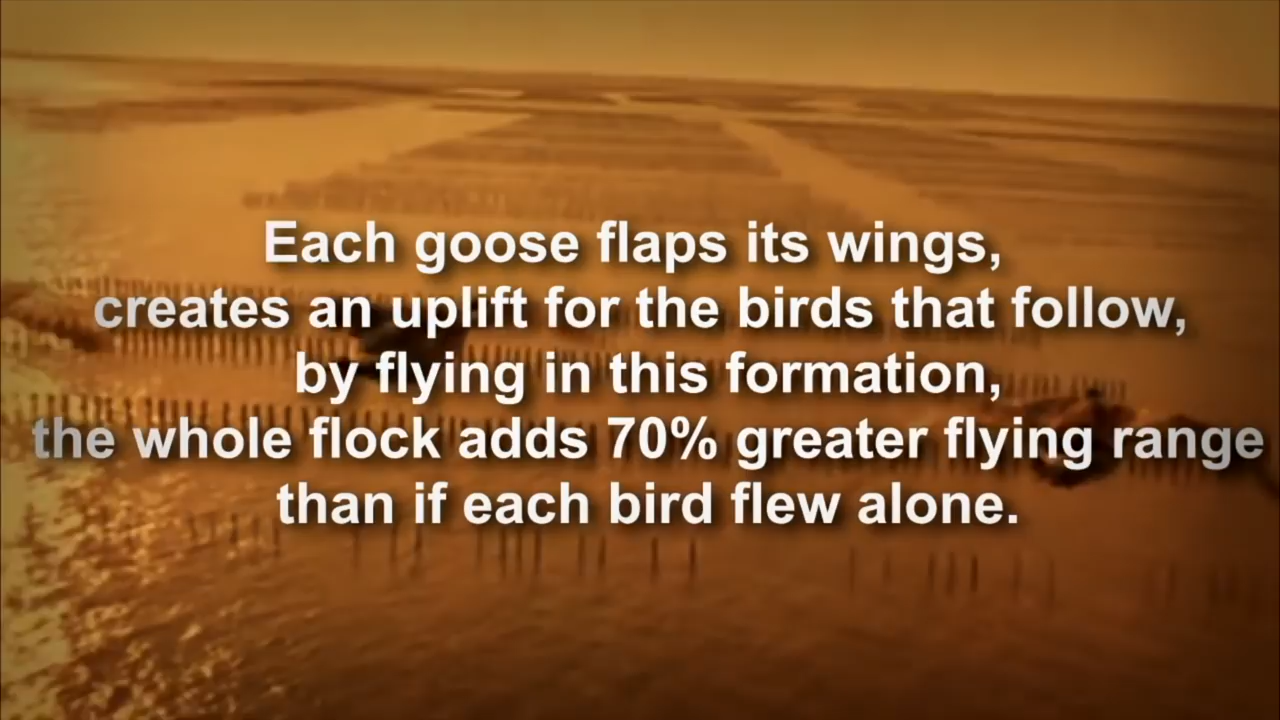 Each goose flaps its wings,
creates an uplift for the birds that follow,
by flying in this formation,
the whole flock adds 70% greater flying range
than if each bird flew alone.